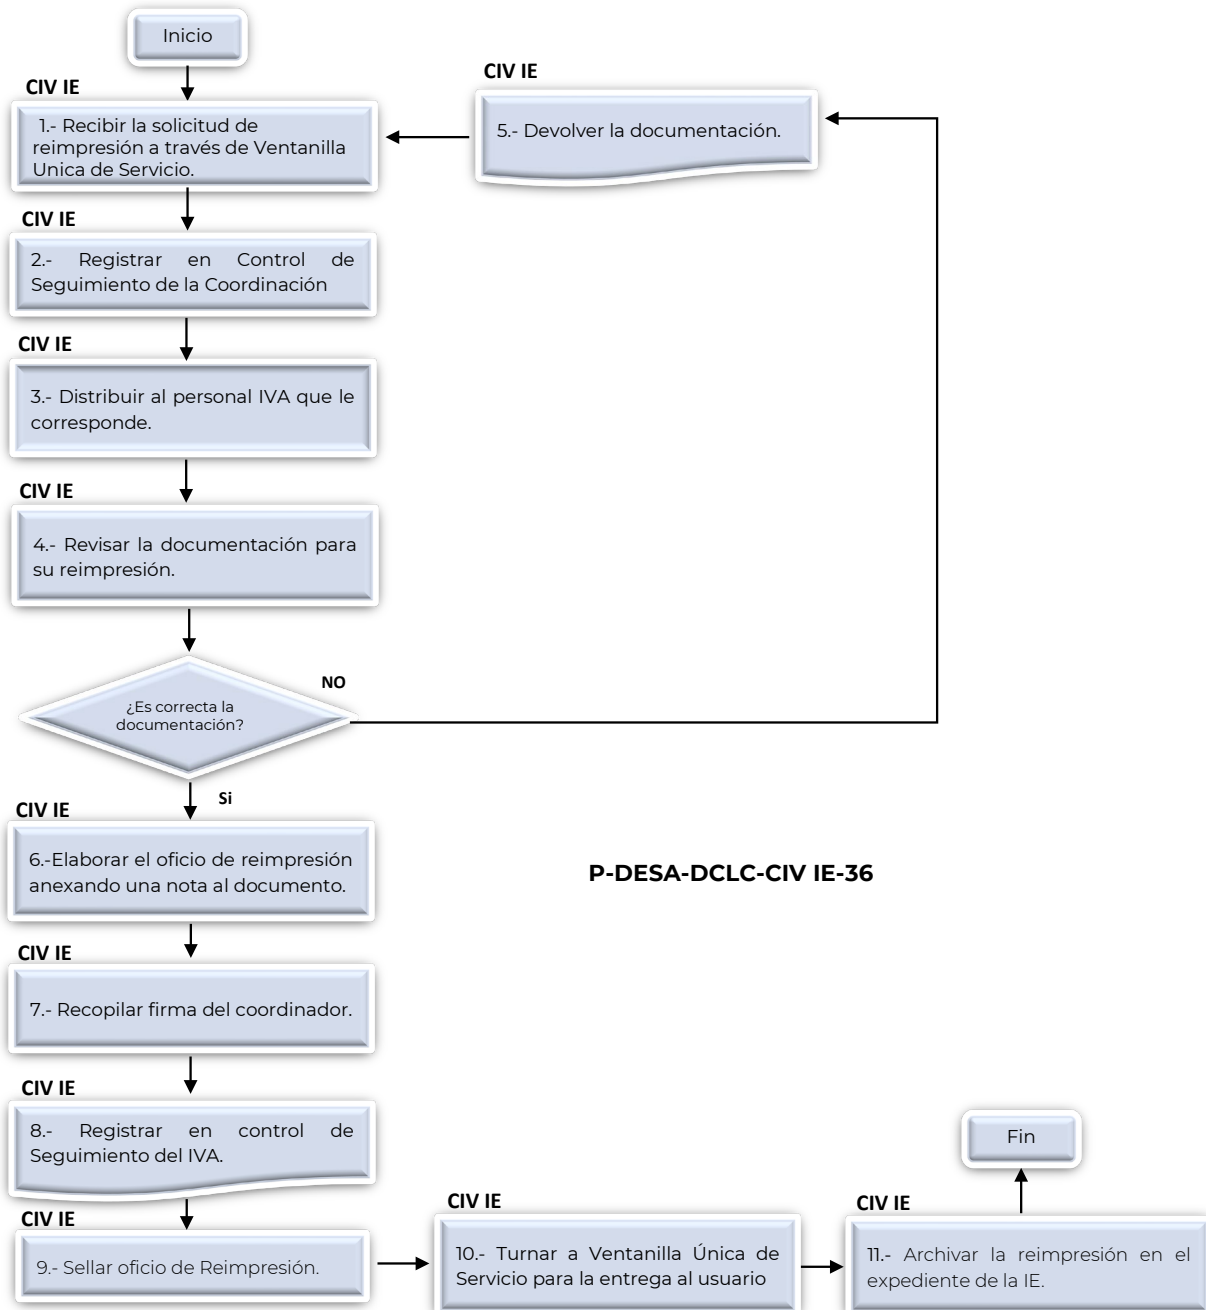 Inicio
CIV IE
1.- Recibir la solicitud de
reimpresión a través de Ventanilla
Unica de Servicio.
CIV IE
5.- Devolver la documentación.
CIV IE
2.- Registrar en Control de
Seguimiento de la Coordinación
CIV IE
3.- Distribuir al personal IVA que le
corresponde.
CIV IE
4.- Revisar la documentación para
su reimpresión.
¿Es correcta la
documentación?
NO
Si
CIV IE
6.-Elaborar el oficio de reimpresión
anexando una nota al documento.
P-DESA-DCLC-CIV IE-36
CIV IE
7.- Recopilar firma del coordinador.
CIV IE
8.- Registrar en control de
Seguimiento del IVA.
CIV IE
9.- Sellar oficio de Reimpresión.
CIV IE
10.- Turnar a Ventanilla Única de
Servicio para la entrega al usuario
CIV IE
11.- Archivar la reimpresión en el
expediente de la IE.
Fin